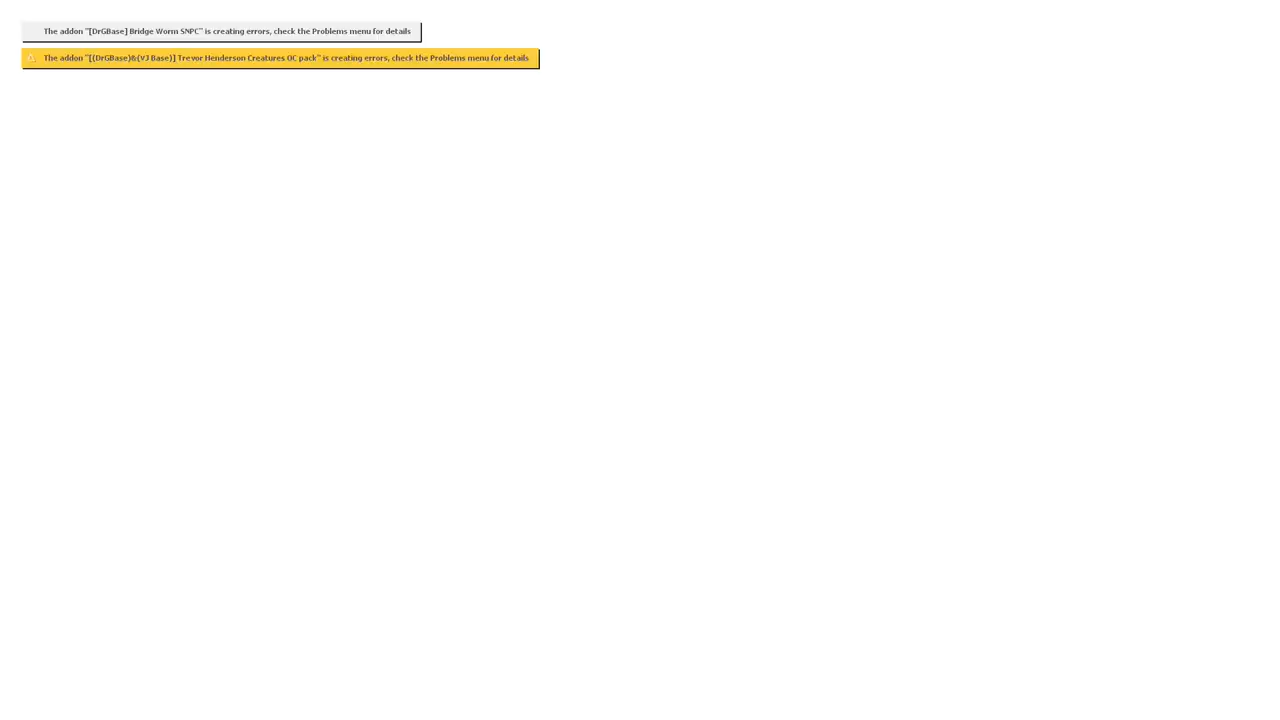 The addon "[DrGBase] Bridge Worm SNPC" is creating errors, check the Problems menu for details
The addon "[(DrGBase)&(VJ Base)] Trevor Henderson Creatures OC pack" is creating errors, check the Problems menu for details